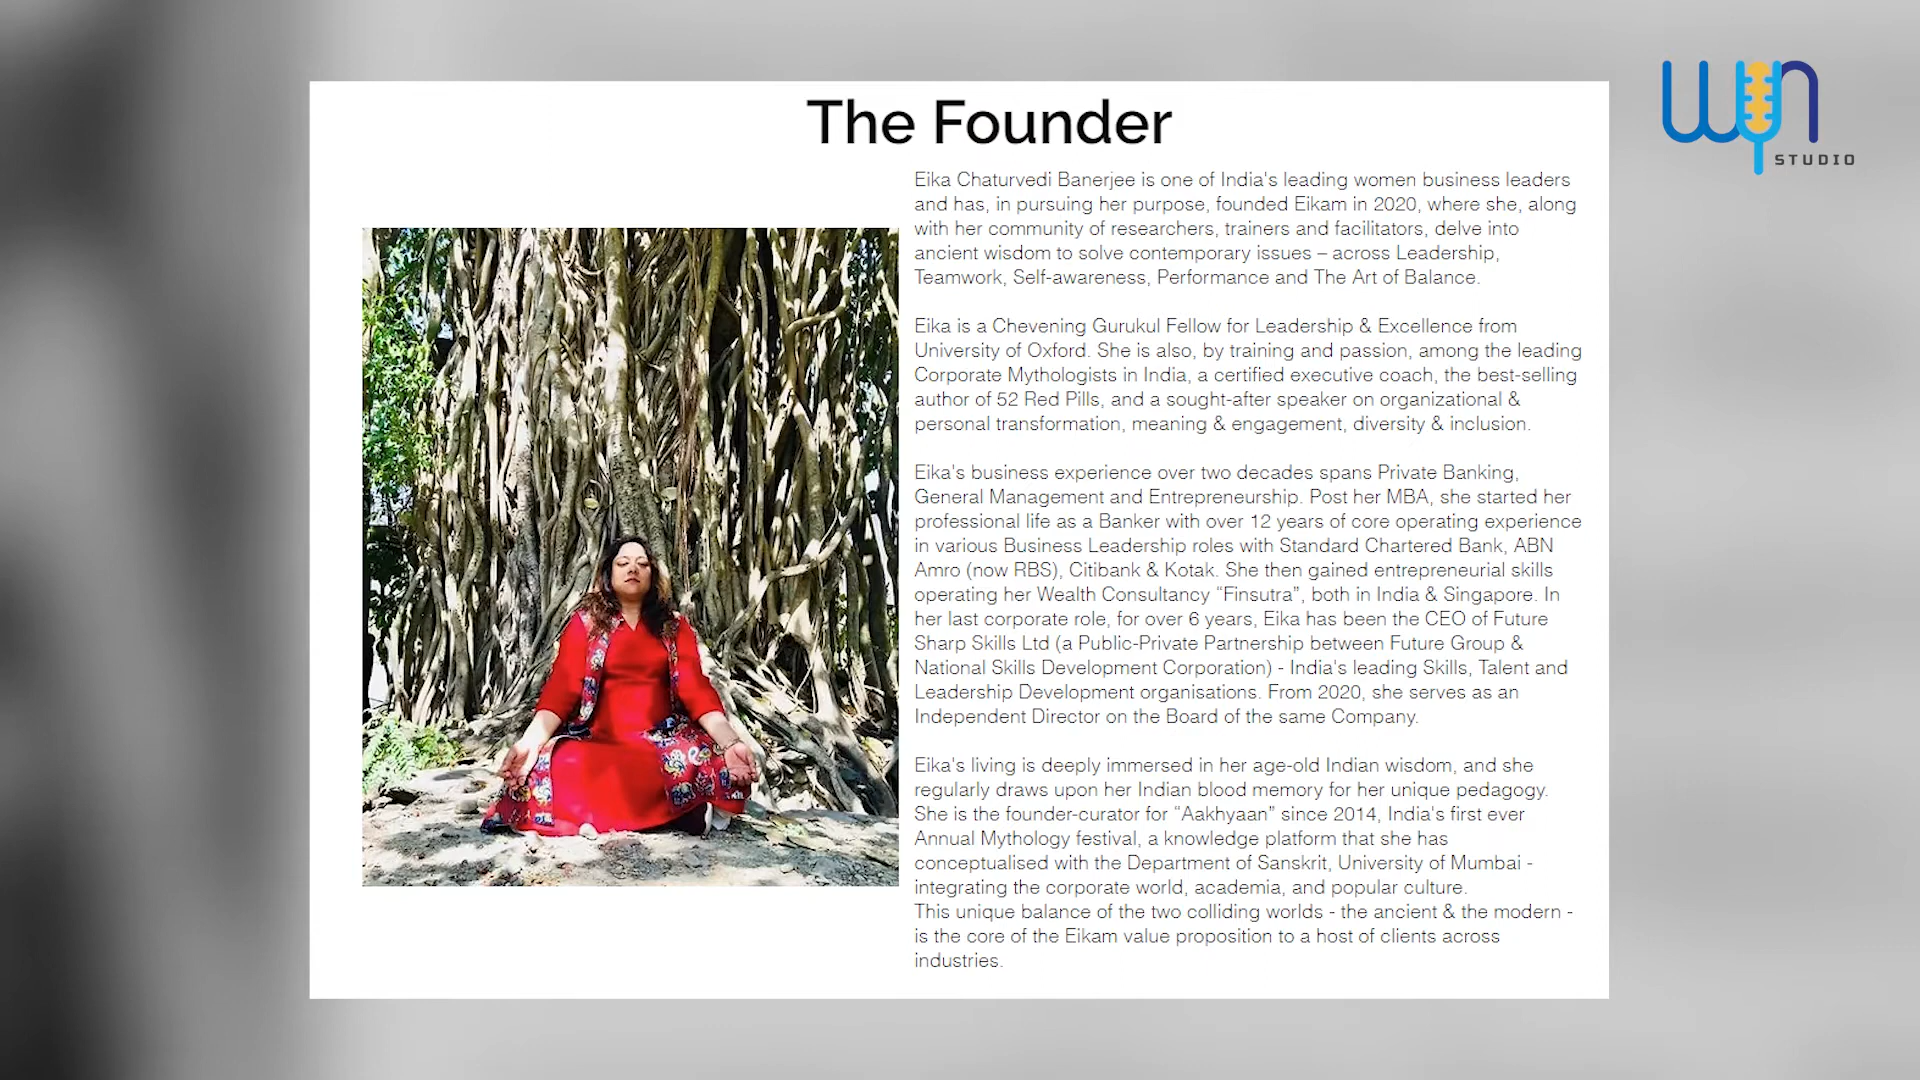 The Founder
wyn
STUDIO
Eika Chaturvedi Banerjee is one of India's leading women business leaders
and has, in pursuing her purpose, founded Eikam in 2020, where she, along
with her community of researchers, trainers and facilitators, delve into
ancient wisdom to solve contemporary issues – across Leadership,
Teamwork, Self-awareness, Performance and The Art of Balance.
Eika is a Chevening Gurukul Fellow for Leadership & Excellence from
University of Oxford. She is also, by training and passion, among the leading
Corporate Mythologists in India, a certified executive coach, the best-selling
author of 52 Red Pills, and a sought-after speaker on organizational &
personal transformation, meaning & engagement, diversity & inclusion.
Eika's business experience over two decades spans Private Banking,
General Management and Entrepreneurship. Post her MBA, she started her
professional life as a Banker with over 12 years of core operating experience
in various Business Leadership roles with Standard Chartered Bank, ABN
Amro (now RBS), Citibank & Kotak. She then gained entrepreneurial skills
operating her Wealth Consultancy "Finsutra", both in India & Singapore. In
her last corporate role, for over 6 years, Eika has been the CEO of Future
Sharp Skills Ltd (a Public-Private Partnership between Future Group &
National Skills Development Corporation) - India's leading Skills, Talent and
Leadership Development organisations. From 2020, she serves as an
Independent Director on the Board of the same Company.
Eika's living is deeply immersed in her age-old Indian wisdom, and she
regularly draws upon her Indian blood memory for her unique pedagogy.
She is the founder-curator for "Aakhyaan" since 2014, India's first ever
Annual Mythology festival, a knowledge platform that she has
conceptualised with the Department of Sanskrit, University of Mumbai -
integrating the corporate world, academia, and popular culture.
This unique balance of the two colliding worlds - the ancient & the modern -
is the core of the Eikam value proposition to a host of clients across
industries.